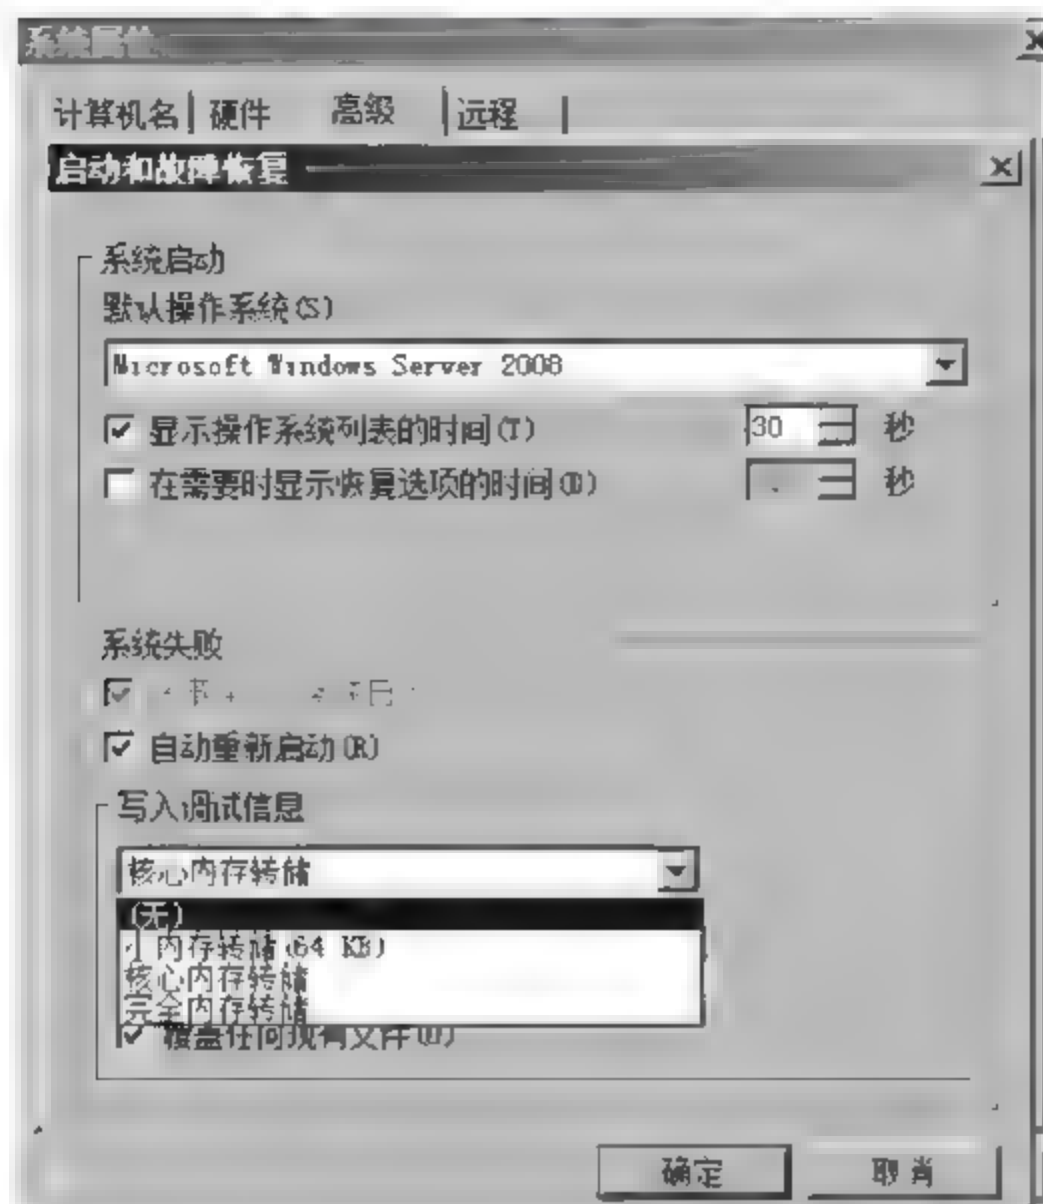 系统属性
计算机名 硬件 高级 远程
启动和故障恢复
系统启动
默认操作系统(S)
Microsoft Windows Server 2008
显示操作系统列表的时间(T) 30 秒
在需要时显示恢复选项的时间(D) 秒
系统失败
自动重新启动(R)
写入调试信息
核心内存转储
(无)
小内存转储(64 KB)
核心内存转储
完全内存转储
覆盖任何现有文件(O)
确定 取消